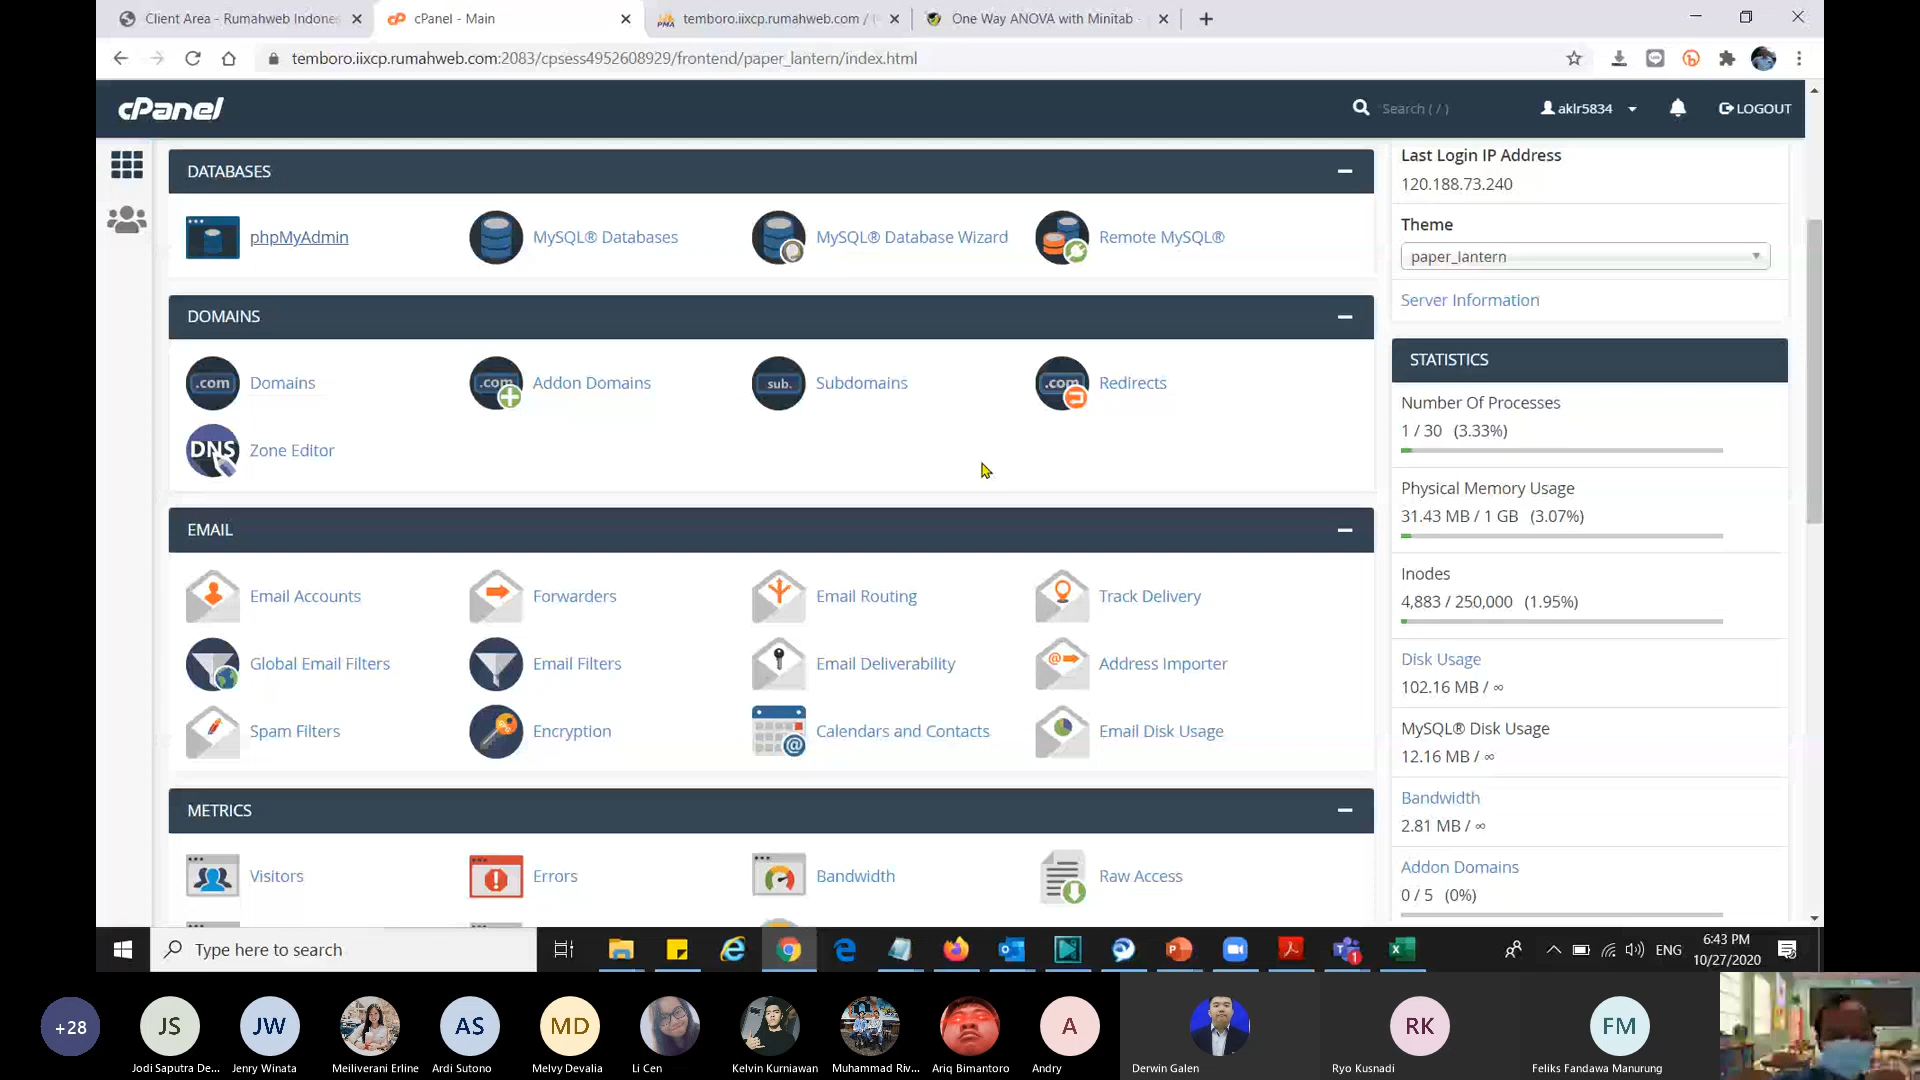 Client Area - Rumahweb Indones
cPanel - Main
temboro.iixcp.rumahweb.com /
One Way ANOVA with Minitab -
temboro.iixcp.rumahweb.com:2083/cpsess4952608929/frontend/paper_lantern/index.html
cPanel
Search ( / )
aklr5834
LOGOUT
DATABASES
phpMyAdmin
MySQL® Databases
MySQL® Database Wizard
Remote MySQL®
DOMAINS
.com Domains
.com Addon Domains
sub. Subdomains
.com Redirects
DNS Zone Editor
EMAIL
Email Accounts
Forwarders
Email Routing
Track Delivery
Global Email Filters
Email Filters
Email Deliverability
Address Importer
Spam Filters
Encryption
Calendars and Contacts
Email Disk Usage
METRICS
Visitors
Errors
Bandwidth
Raw Access
Last Login IP Address
120.188.73.240
Theme
paper_lantern
Server Information
STATISTICS
Number Of Processes
1 / 30 (3.33%)
Physical Memory Usage
31.43 MB / 1 GB (3.07%)
Inodes
4,883 / 250,000 (1.95%)
Disk Usage
102.16 MB / ∞
MySQL® Disk Usage
12.16 MB / ∞
Bandwidth
2.81 MB / ∞
Addon Domains
0 / 5 (0%)
Type here to search
ENG
6:43 PM
10/27/2020
+28
JS
JW
AS
MD
A
RK
FM
Jodi Saputra De...
Jenry Winata
Meiliverani Erline
Ardi Sutono
Melvy Devalia
Li Cen
Kelvin Kurniawan
Muhammad Riv...
Ariq Bimantoro
Andry
Derwin Galen
Ryo Kusnadi
Feliks Fandawa Manurung